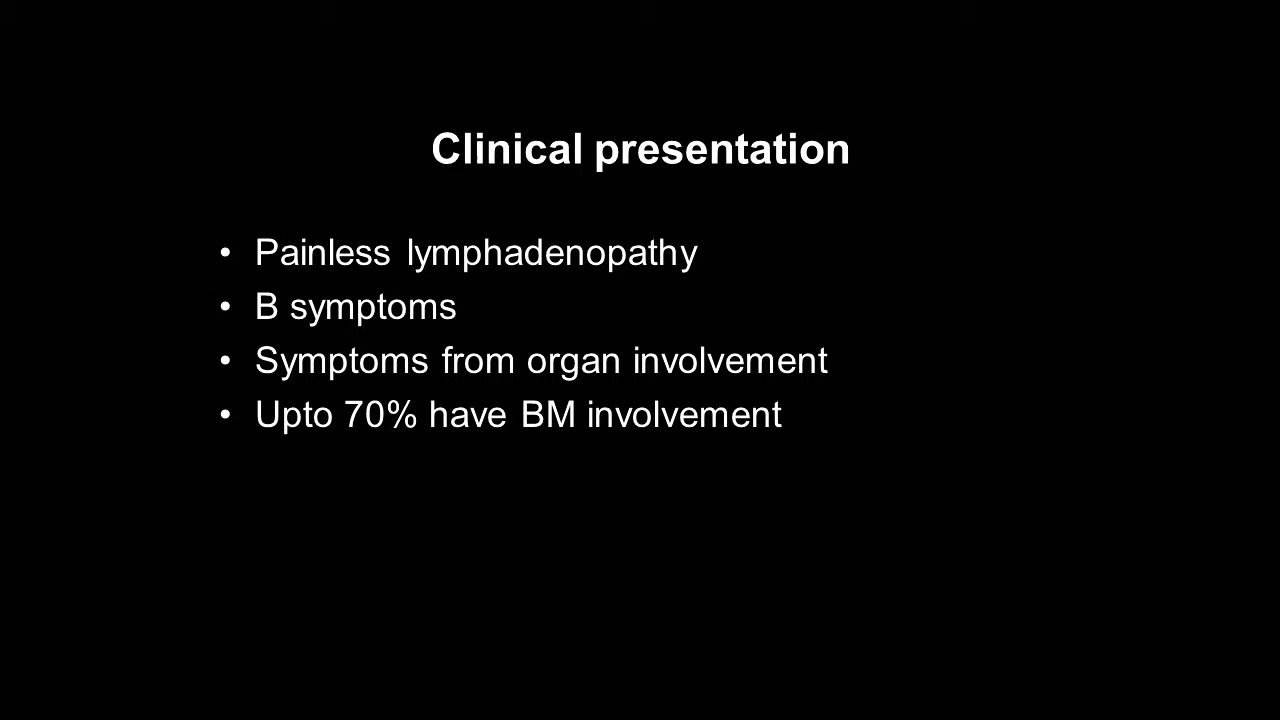 Clinical presentation
• Painless lymphadenopathy
• B symptoms
• Symptoms from organ involvement
• Upto 70% have BM involvement